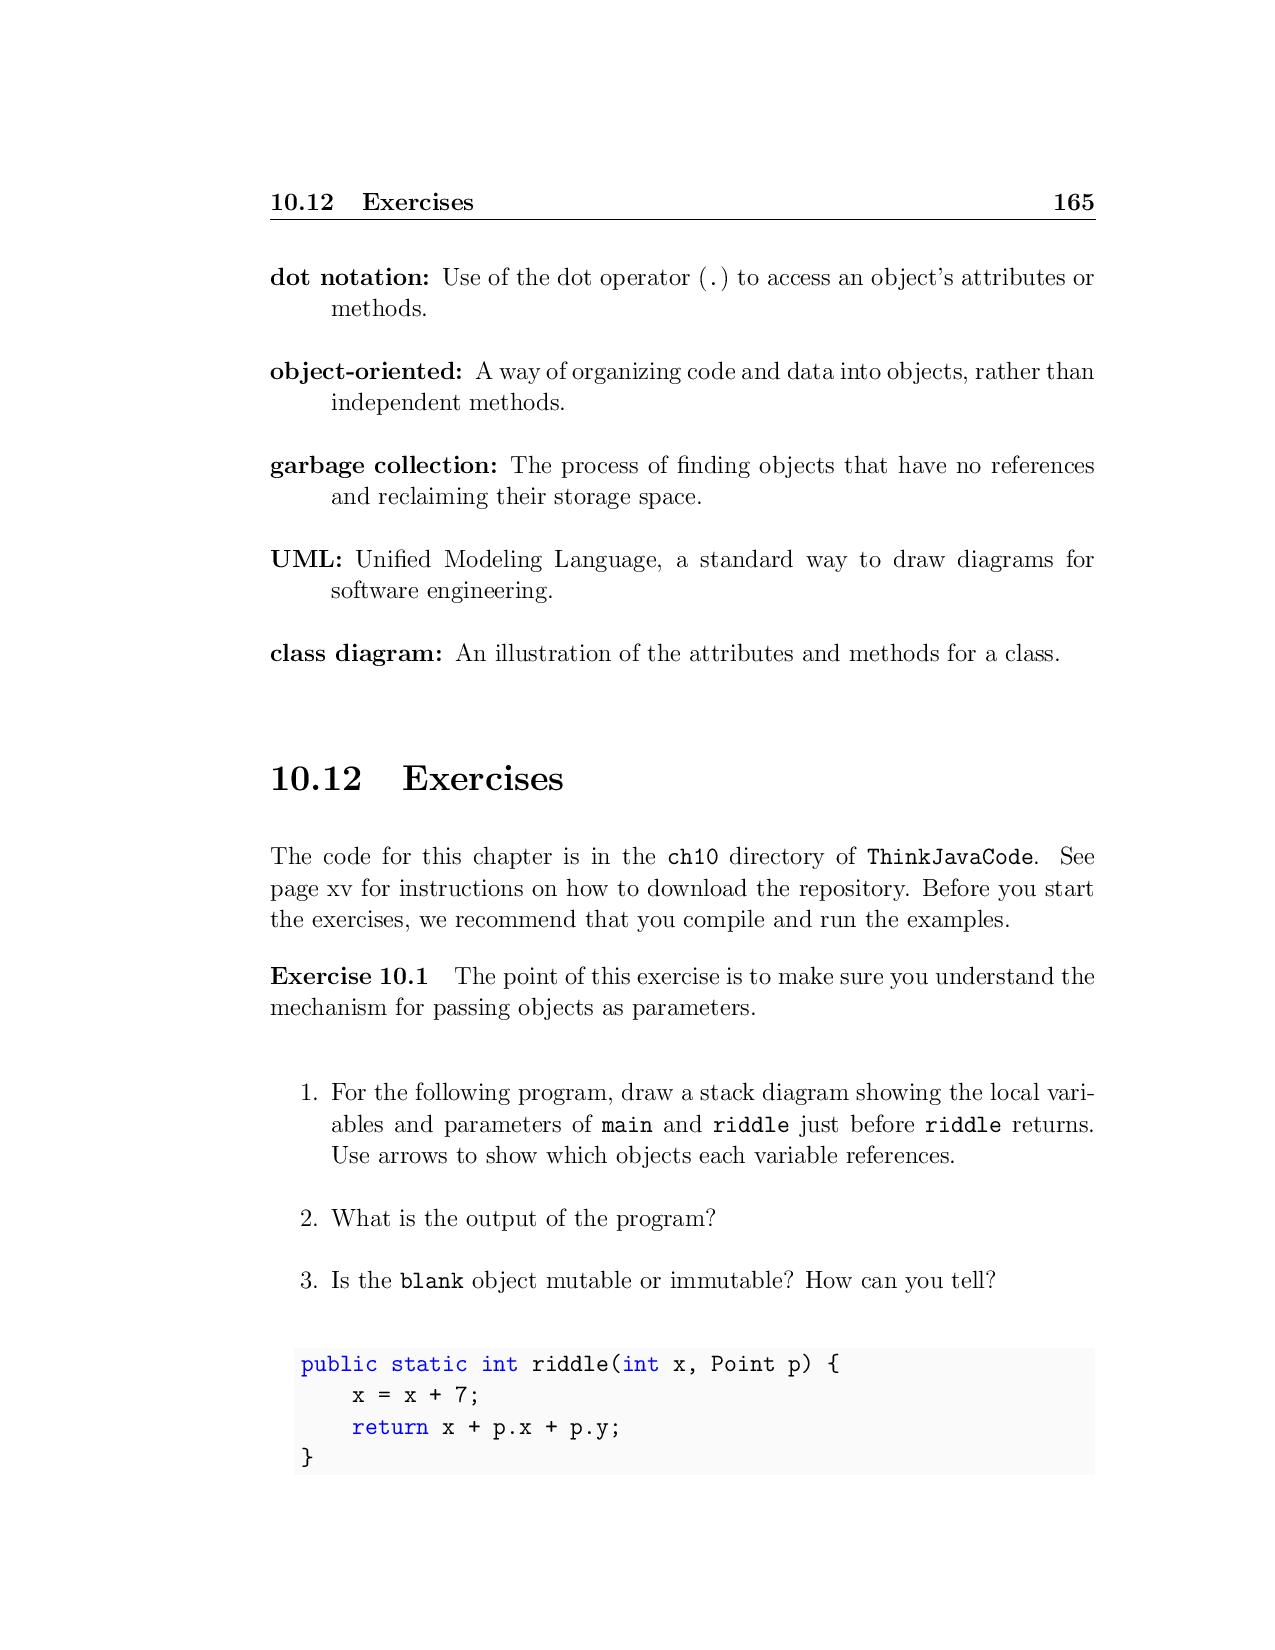 10.12 Exercises 165
dot notation: Use of the dot operator (.) to access an object's attributes or
methods.
object-oriented: A way of organizing code and data into objects, rather than
independent methods.
garbage collection: The process of finding objects that have no references
and reclaiming their storage space.
UML: Unified Modeling Language, a standard way to draw diagrams for
software engineering.
class diagram: An illustration of the attributes and methods for a class.
10.12 Exercises
The code for this chapter is in the ch10 directory of ThinkJavaCode. See
page xv for instructions on how to download the repository. Before you start
the exercises, we recommend that you compile and run the examples.
Exercise 10.1 The point of this exercise is to make sure you understand the
mechanism for passing objects as parameters.
1. For the following program, draw a stack diagram showing the local vari-
ables and parameters of main and riddle just before riddle returns.
Use arrows to show which objects each variable references.
2. What is the output of the program?
3. Is the blank object mutable or immutable? How can you tell?
public static int riddle(int x, Point p) {
    x = x + 7;
    return x + p.x + p.y;
}